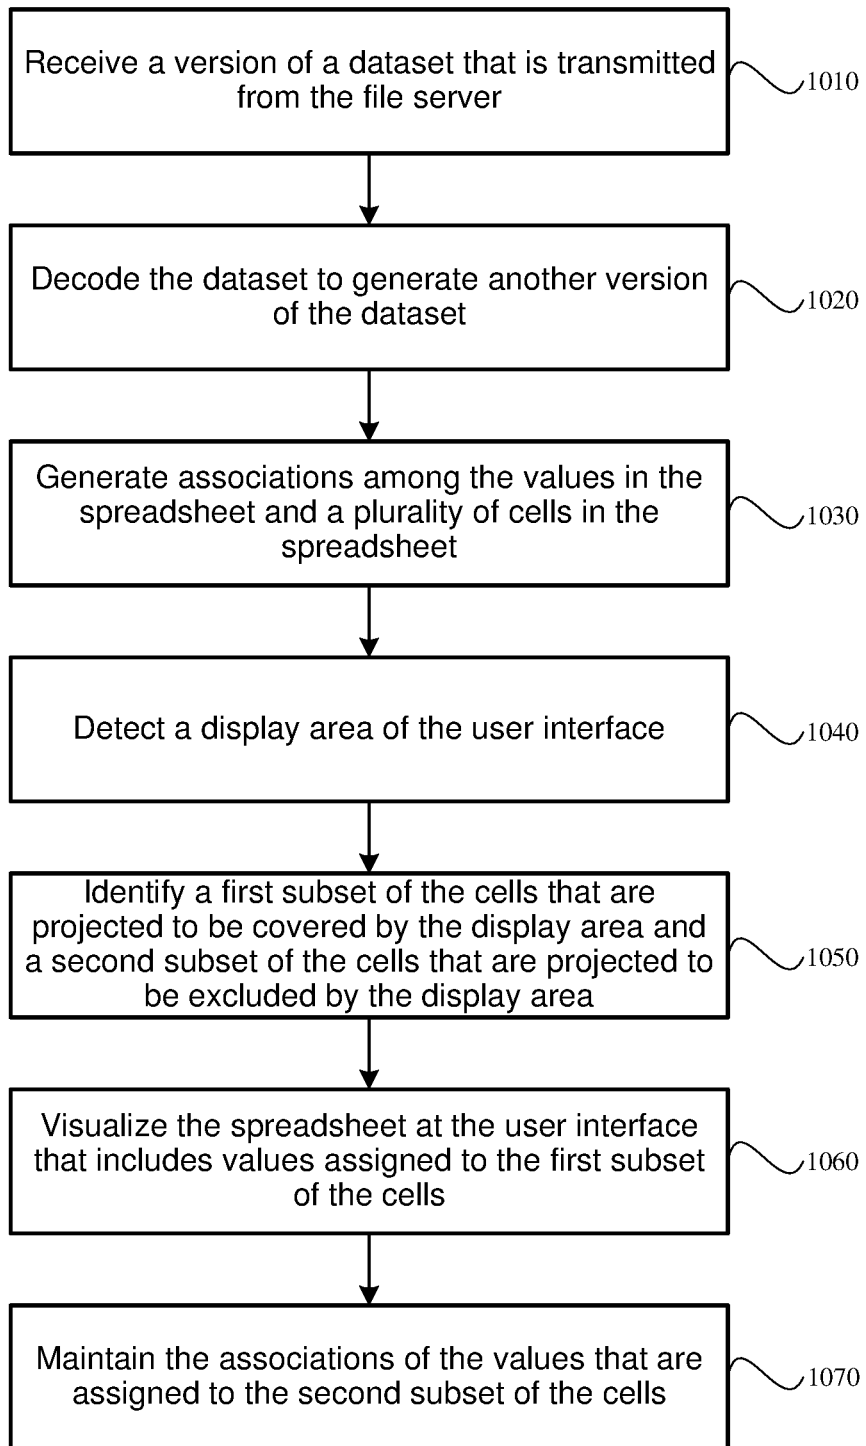 Receive a version of a dataset that is transmitted
from the file server
1010
Decode the dataset to generate another version
of the dataset
1020
Generate associations among the values in the
spreadsheet and a plurality of cells in the
spreadsheet
1030
Detect a display area of the user interface
1040
Identify a first subset of the cells that are
projected to be covered by the display area and
a second subset of the cells that are projected to
be excluded by the display area
1050
Visualize the spreadsheet at the user interface
that includes values assigned to the first subset
of the cells
1060
Maintain the associations of the values that are
assigned to the second subset of the cells
1070